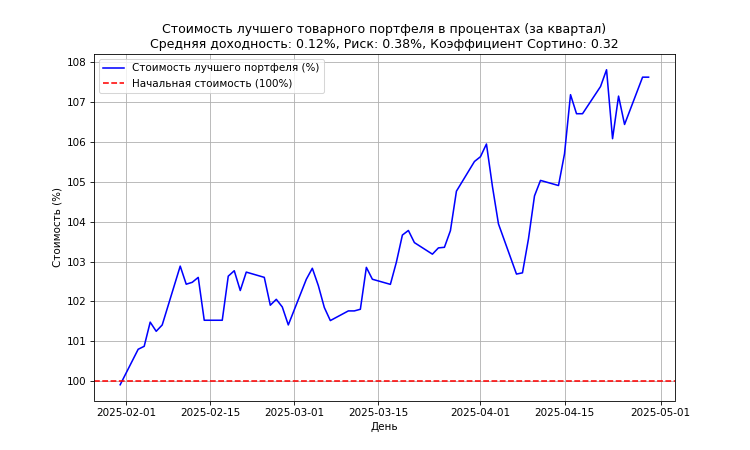 Стоимость лучшего товарного портфеля в процентах (за квартал)
Средняя доходность: 0.12%, Риск: 0.38%, Коэффициент Сортино: 0.32
Стоимость лучшего портфеля (%)
Начальная стоимость (100%)
Стоимость (%)
108
107
106
105
104
103
102
101
100
2025-02-01
2025-02-15
2025-03-01
2025-03-15
2025-04-01
2025-04-15
2025-05-01
День